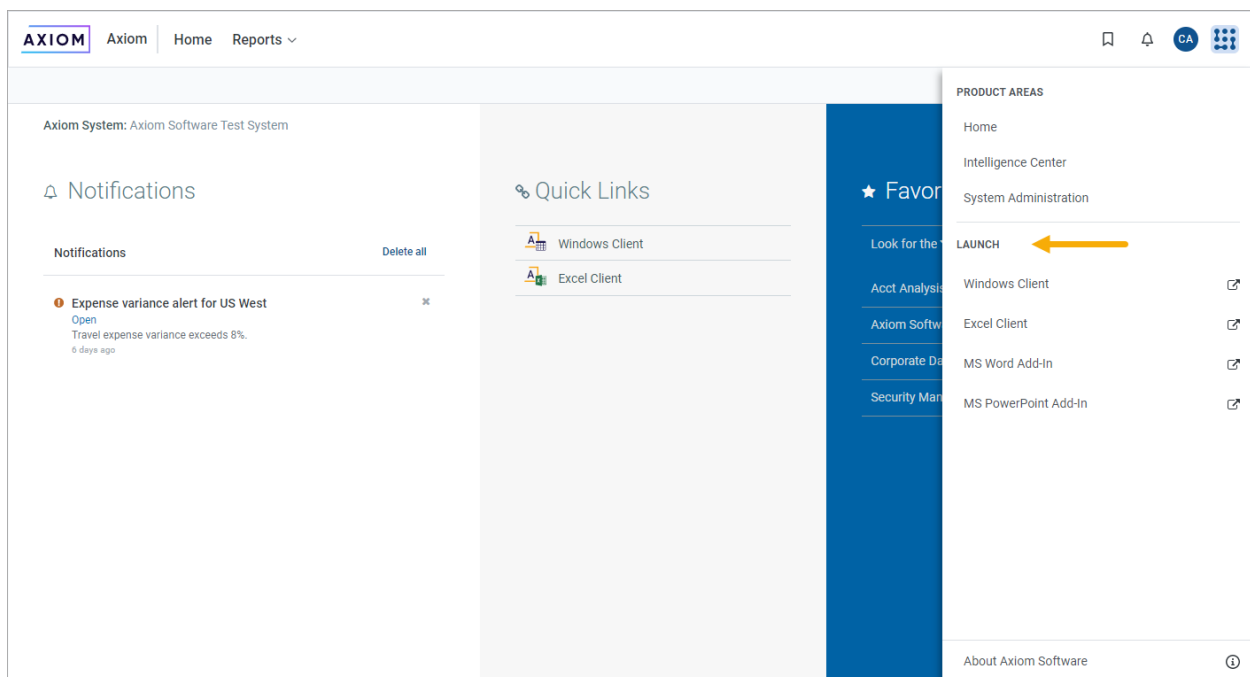 AXIOM Axiom Home Reports
CA
Axiom System: Axiom Software Test System
Notifications
Notifications Delete all
Expense variance alert for US West
Open
Travel expense variance exceeds 8%.
6 days ago
Quick Links
Windows Client
Excel Client
Favor
Look for the
Acct Analysis
Axiom Softw
Corporate Da
Security Man
PRODUCT AREAS
Home
Intelligence Center
System Administration
LAUNCH
Windows Client
Excel Client
MS Word Add-In
MS PowerPoint Add-In
About Axiom Software